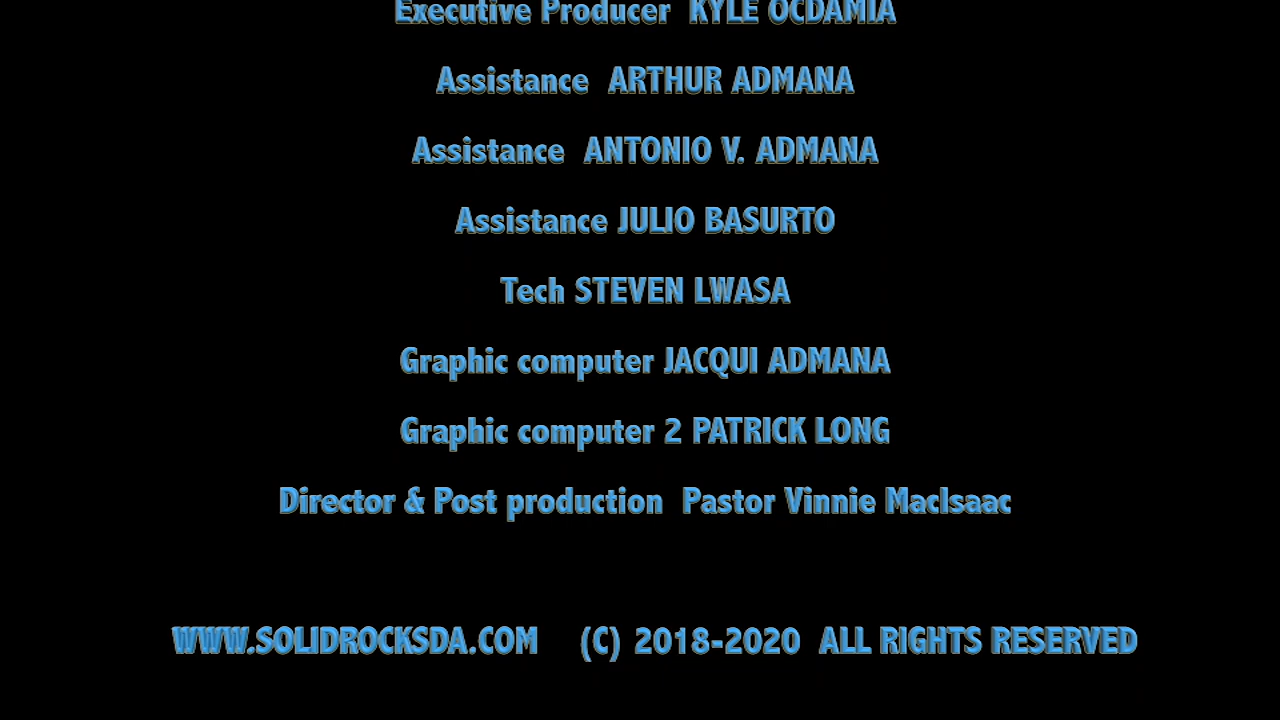 Executive Producer KYLE OCDAMIA
Assistance ARTHUR ADMANA
Assistance ANTONIO V. ADMANA
Assistance JULIO BASURTO
Tech STEVEN LWASA
Graphic computer JACQUI ADMANA
Graphic computer 2 PATRICK LONG
Director & Post production Pastor Vinnie MacIsaac
WWW.SOLIDROCKSDA.COM (C) 2018-2020 ALL RIGHTS RESERVED